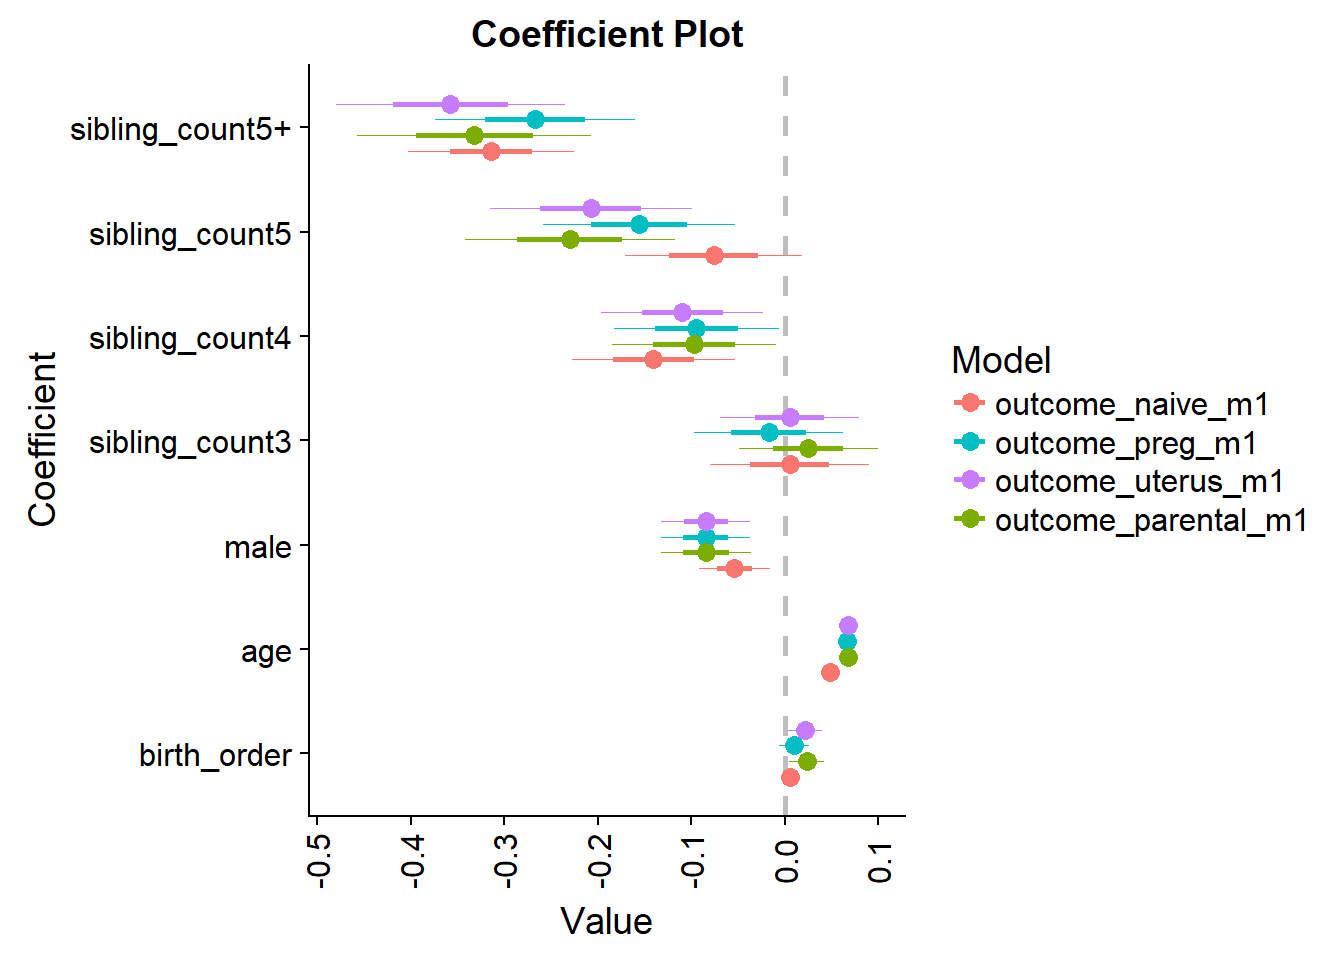 Coefficient Plot
Coefficient
sibling_count5+
sibling_count5
sibling_count4
sibling_count3
male
age
birth_order
-0.5
-0.4
-0.3
-0.2
-0.1
0.0
0.1
Value
Model
outcome_naive_m1
outcome_preg_m1
outcome_uterus_m1
outcome_parental_m1